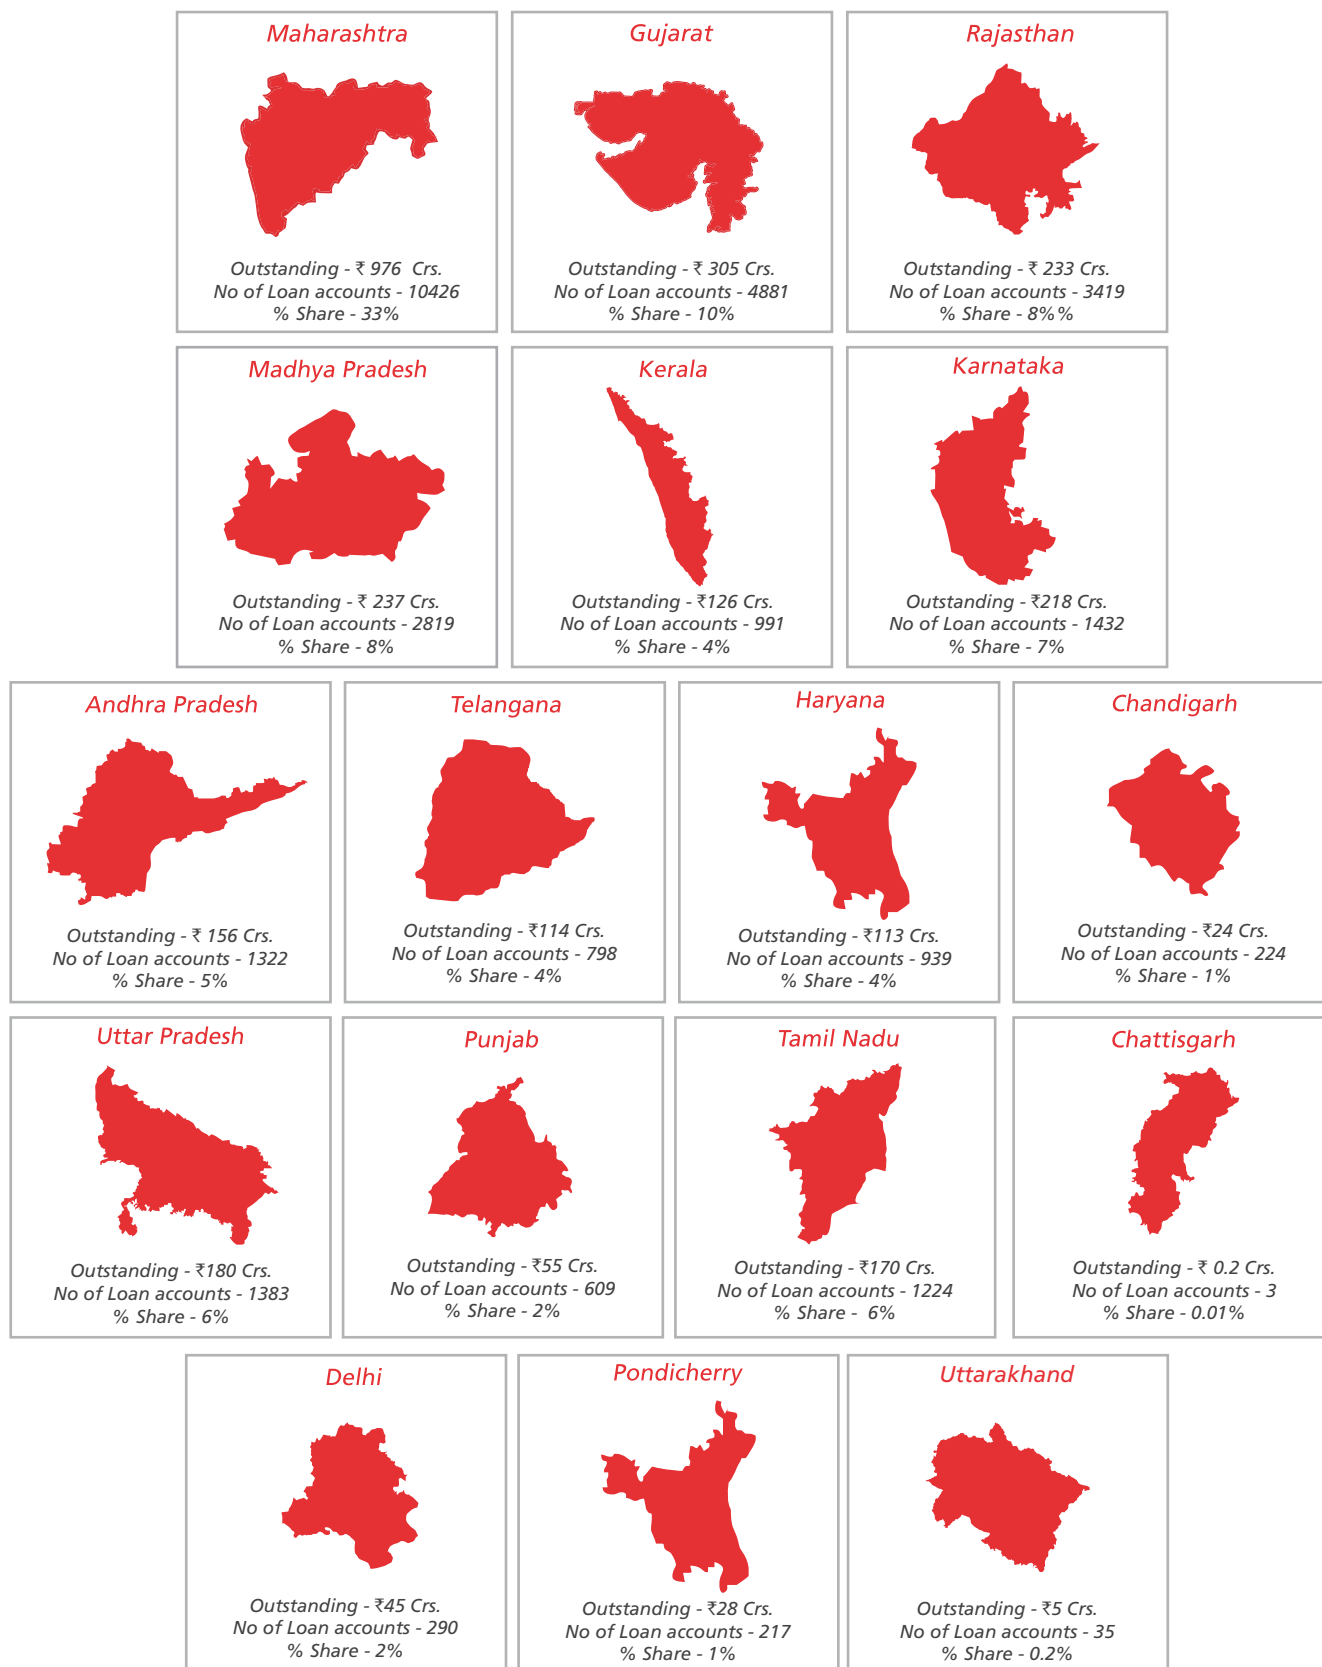 Maharashtra
Outstanding - ₹ 976 Crs.
No of Loan accounts - 10426
% Share - 33%
Gujarat
Outstanding - ₹ 305 Crs.
No of Loan accounts - 4881
% Share - 10%
Rajasthan
Outstanding - ₹ 233 Crs.
No of Loan accounts - 3419
% Share - 8%%
Madhya Pradesh
Outstanding - ₹ 237 Crs.
No of Loan accounts - 2819
% Share - 8%
Kerala
Outstanding - ₹126 Crs.
No of Loan accounts - 991
% Share - 4%
Karnataka
Outstanding - ₹218 Crs.
No of Loan accounts - 1432
% Share - 7%
Andhra Pradesh
Outstanding - ₹ 156 Crs.
No of Loan accounts - 1322
% Share - 5%
Telangana
Outstanding - ₹114 Crs.
No of Loan accounts - 798
% Share - 4%
Haryana
Outstanding - ₹113 Crs.
No of Loan accounts - 939
% Share - 4%
Chandigarh
Outstanding - ₹24 Crs.
No of Loan accounts - 224
% Share - 1%
Uttar Pradesh
Outstanding - ₹180 Crs.
No of Loan accounts - 1383
% Share - 6%
Punjab
Outstanding - ₹55 Crs.
No of Loan accounts - 609
% Share - 2%
Tamil Nadu
Outstanding - ₹170 Crs.
No of Loan accounts - 1224
% Share - 6%
Chattisgarh
Outstanding - ₹ 0.2 Crs.
No of Loan accounts - 3
% Share - 0.01%
Delhi
Outstanding - ₹45 Crs.
No of Loan accounts - 290
% Share - 2%
Pondicherry
Outstanding - ₹28 Crs.
No of Loan accounts - 217
% Share - 1%
Uttarakhand
Outstanding - ₹5 Crs.
No of Loan accounts - 35
% Share - 0.2%